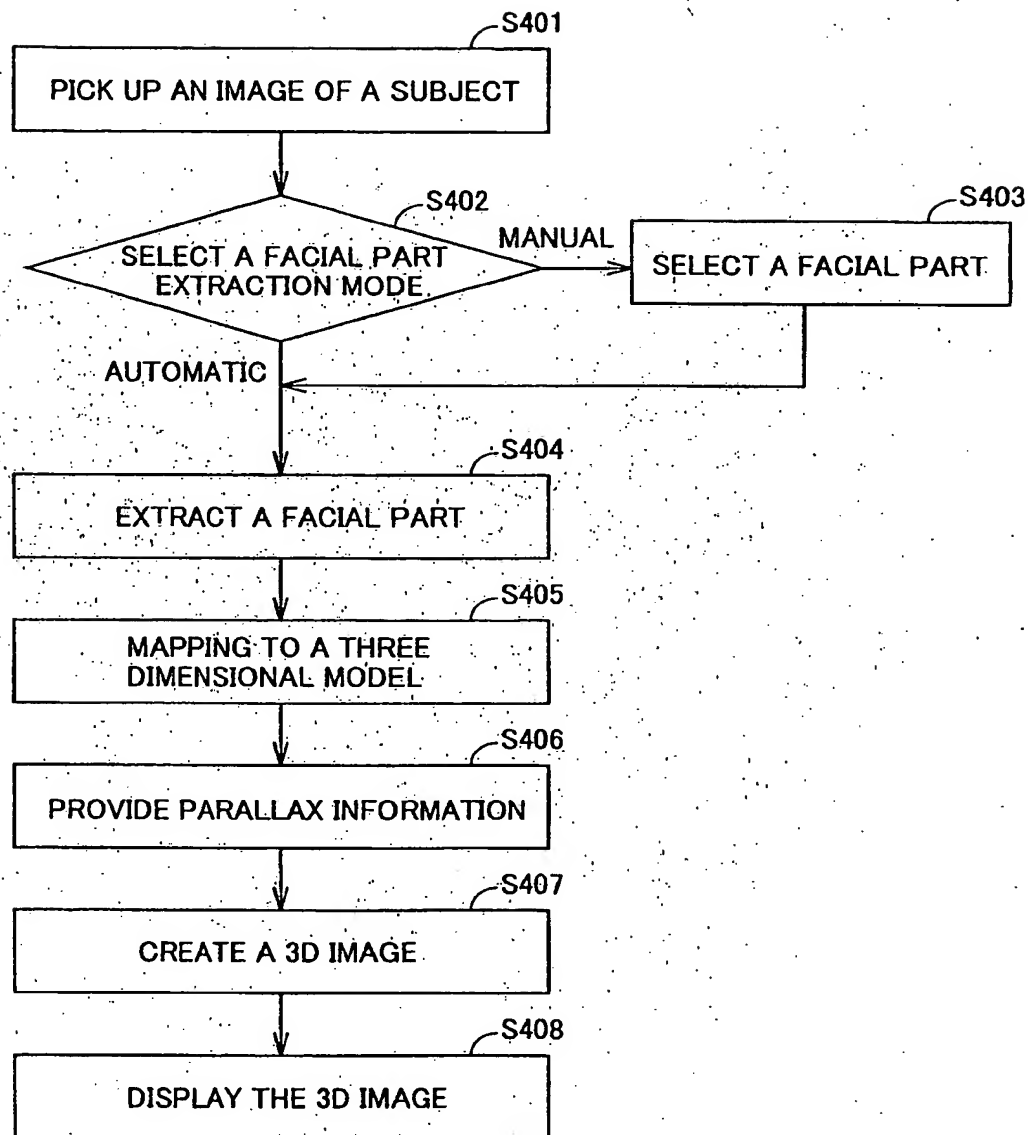 S401
PICK UP AN IMAGE OF A SUBJECT
S402
SELECT A FACIAL PART
EXTRACTION MODE
MANUAL
S403
SELECT A FACIAL PART
AUTOMATIC
S404
EXTRACT A FACIAL PART
S405
MAPPING TO A THREE
DIMENSIONAL MODEL
S406
PROVIDE PARALLAX INFORMATION
S407
CREATE A 3D IMAGE
S408
DISPLAY THE 3D IMAGE